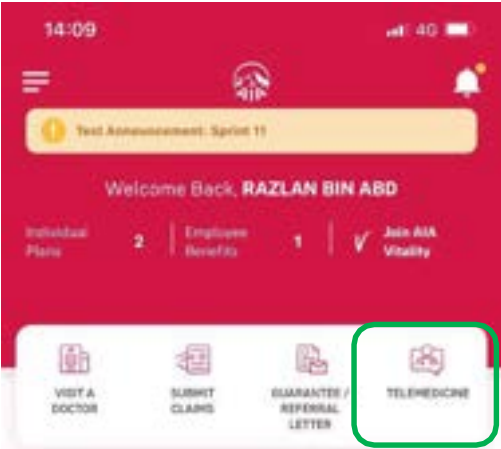 14:09
4G
AIA
Test Announcement: Sprint 11
Welcome Back, RAZLAN BIN ABD
Individual Plans 2
Employee Benefits 1
Join AIA Vitality
VISIT A DOCTOR
SUBMIT CLAIMS
GUARANTEE / REFERRAL LETTER
TELEMEDICINE